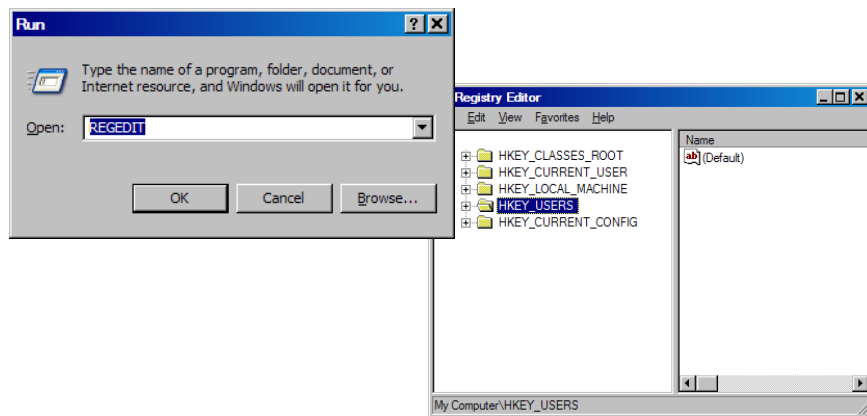 Run
Type the name of a program, folder, document, or
Internet resource, and Windows will open it for you.
Open: REGEDIT
OK Cancel Browse...
Registry Editor
Edit View Favorites Help
HKEY_CLASSES_ROOT
HKEY_CURRENT_USER
HKEY_LOCAL_MACHINE
HKEY_USERS
HKEY_CURRENT_CONFIG
Name
ab (Default)
My Computer\HKEY_USERS